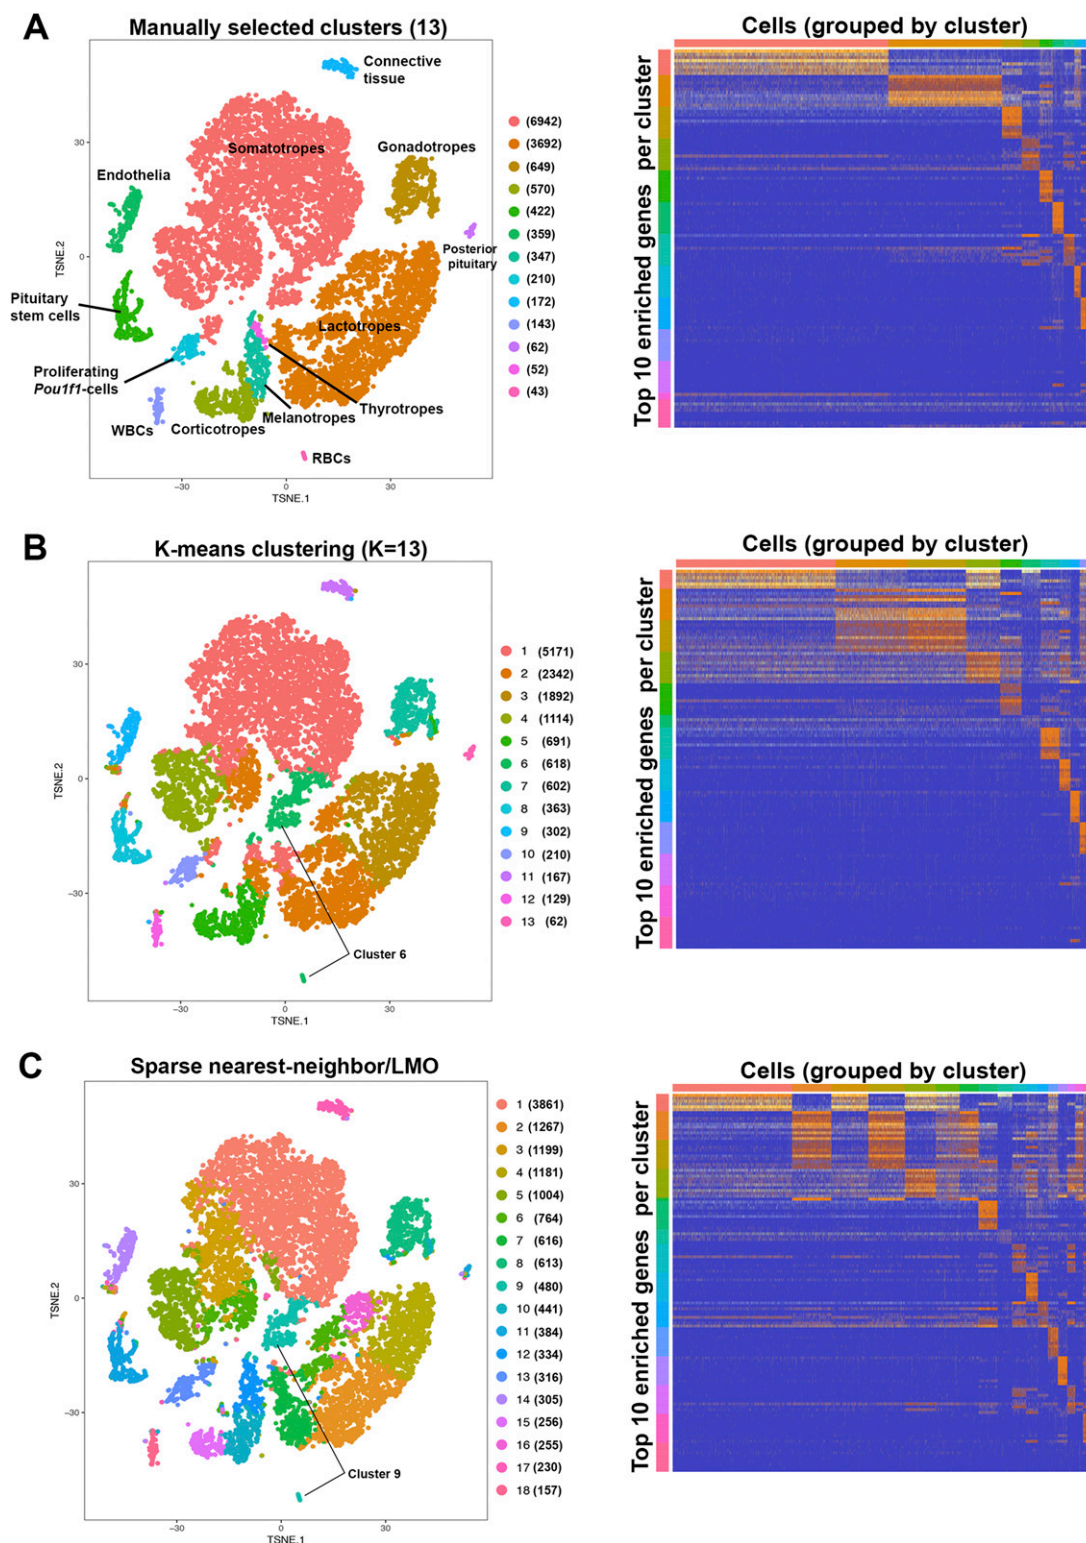 A
Manually selected clusters (13)
Connective
tissue
Somatotropes
Gonadotropes
Endothelia
Posterior
pituitary
Pituitary
stem cells
Lactotropes
Proliferating
Pou1f1-cells
Melanotropes
Thyrotropes
WBCs
Corticotropes
RBCs
30
0
TSNE.2
−30
0
30
TSNE.1
(6942)
(3692)
(649)
(570)
(422)
(359)
(347)
(210)
(172)
(143)
(62)
(52)
(43)
Cells (grouped by cluster)
Top 10 enriched genes per cluster
B
K-means clustering (K=13)
30
0
−30
TSNE.2
−30
0
30
TSNE.1
Cluster 6
1 (5171)
2 (2342)
3 (1892)
4 (1114)
5 (691)
6 (618)
7 (602)
8 (363)
9 (302)
10 (210)
11 (167)
12 (129)
13 (62)
Cells (grouped by cluster)
Top 10 enriched genes per cluster
C
Sparse nearest-neighbor/LMO
30
0
−30
TSNE.2
−30
0
30
TSNE.1
Cluster 9
1 (3861)
2 (1267)
3 (1199)
4 (1181)
5 (1004)
6 (764)
7 (616)
8 (613)
9 (480)
10 (441)
11 (384)
12 (334)
13 (316)
14 (305)
15 (256)
16 (255)
17 (230)
18 (157)
Cells (grouped by cluster)
Top 10 enriched genes per cluster